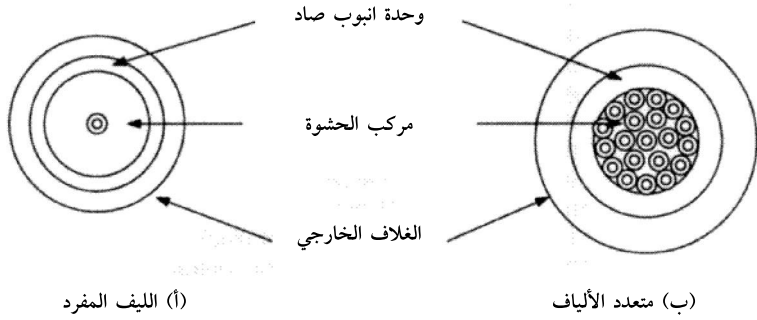 وحدة انبوب صاد
مركب الحشوة
الغلاف الخارجي
(أ) الليف المفرد
(ب) متعدد الألياف